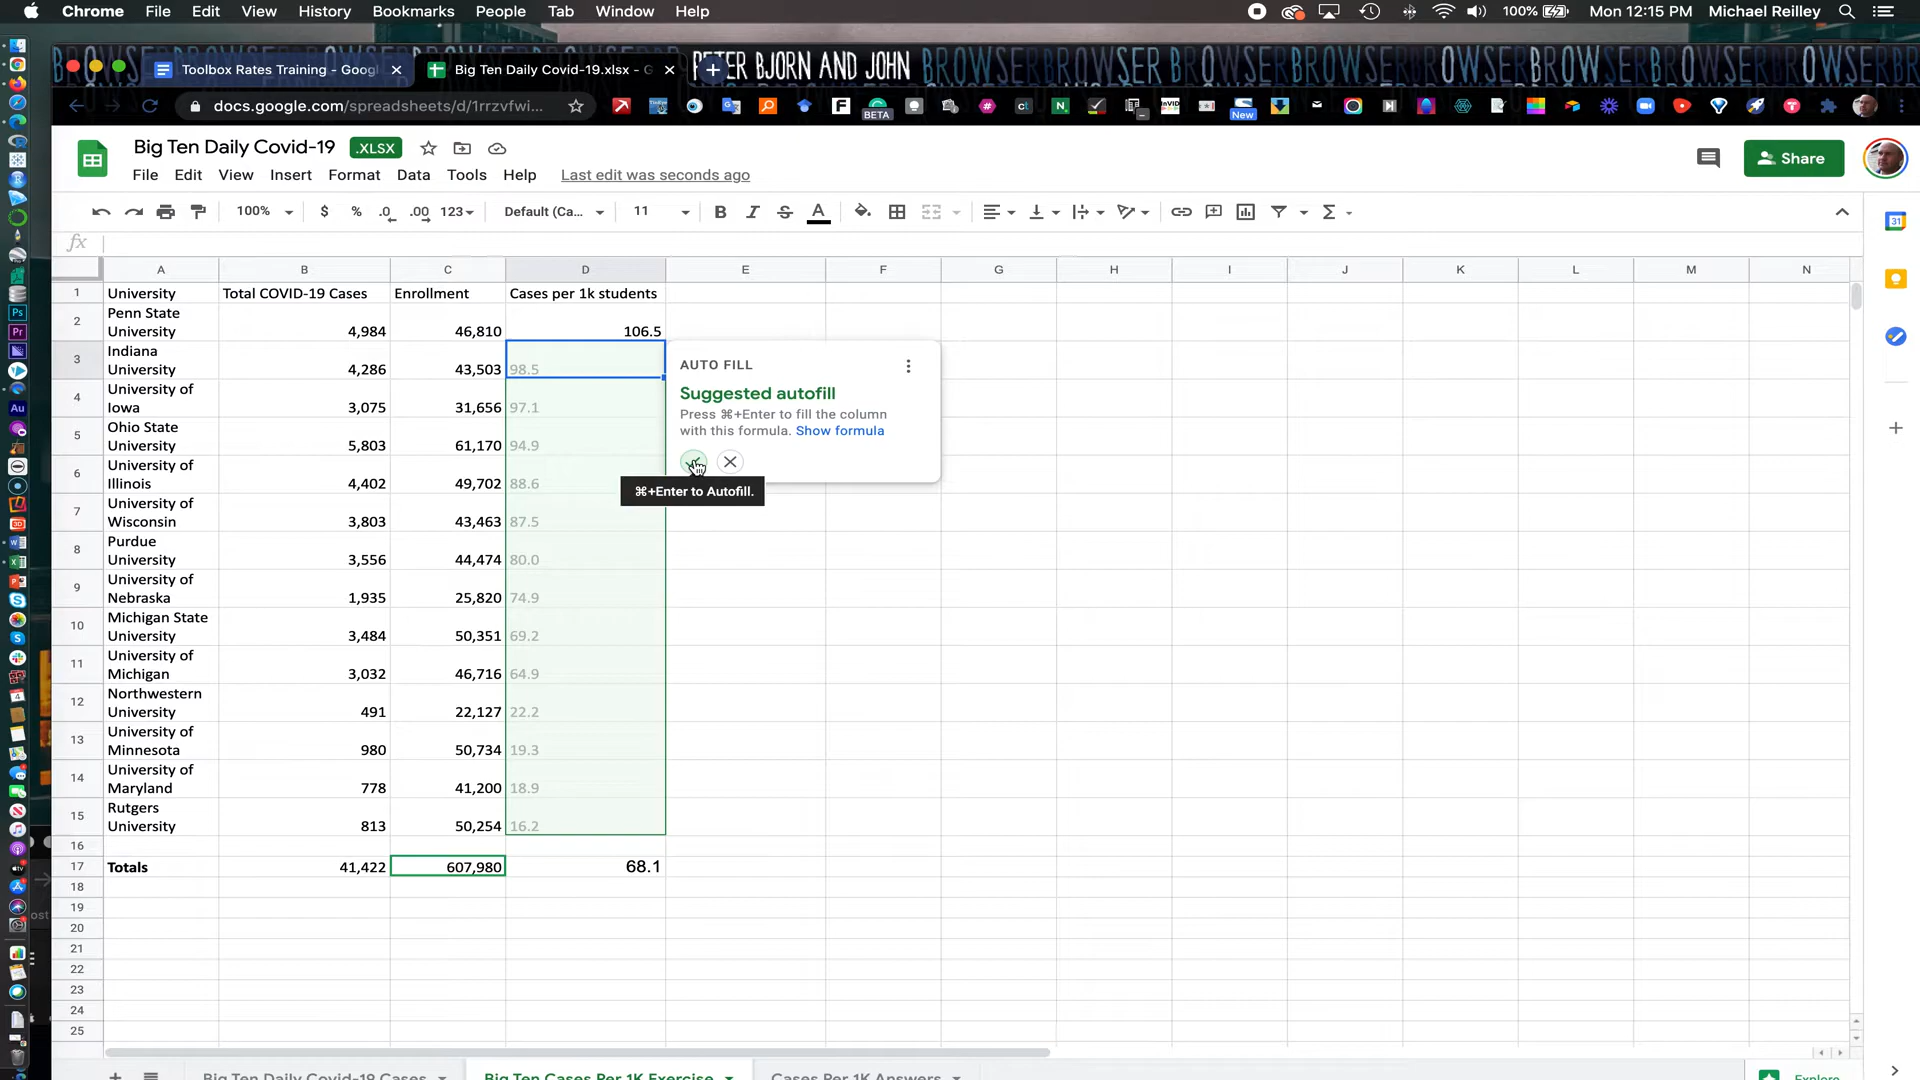 Chrome File Edit View History Bookmarks People Tab Window Help 100% Mon 12:15 PM Michael Reilley
BROWSER BROWSER BROWSER PETER BJORN AND JOHN BROWSER BROWSER BROWSER BROWSER BROWSER BROWSER
Toolbox Rates Training - Googl Big Ten Daily Covid-19.xlsx - G
docs.google.com/spreadsheets/d/1rrzvfwi...
BETA New
Big Ten Daily Covid-19 .XLSX
Share
File Edit View Insert Format Data Tools Help Last edit was seconds ago
100% $ % .0 .00 123 Default (Ca... 11 B I S A
fx
A B C D E F G H I J K L M N
1 University Total COVID-19 Cases Enrollment Cases per 1k students
Penn State
2 University 4,984 46,810 106.5
Indiana
3 University 4,286 43,503 98.5
University of
4 Iowa 3,075 31,656 97.1
Ohio State
5 University 5,803 61,170 94.9
University of
6 Illinois 4,402 49,702 88.6
University of
7 Wisconsin 3,803 43,463 87.5
Purdue
8 University 3,556 44,474 80.0
University of
9 Nebraska 1,935 25,820 74.9
Michigan State
10 University 3,484 50,351 69.2
University of
11 Michigan 3,032 46,716 64.9
Northwestern
12 University 491 22,127 22.2
University of
13 Minnesota 980 50,734 19.3
University of
14 Maryland 778 41,200 18.9
Rutgers
15 University 813 50,254 16.2
16
17 Totals 41,422 607,980 68.1
18
19
20
21
22
23
24
25
AUTO FILL
Suggested autofill
Press ⌘+Enter to fill the column
with this formula. Show formula
⌘+Enter to Autofill.
Big Ten Daily Covid-19 Cases Big Ten Cases Per 1K Exercise Cases Per 1K Answers Explore